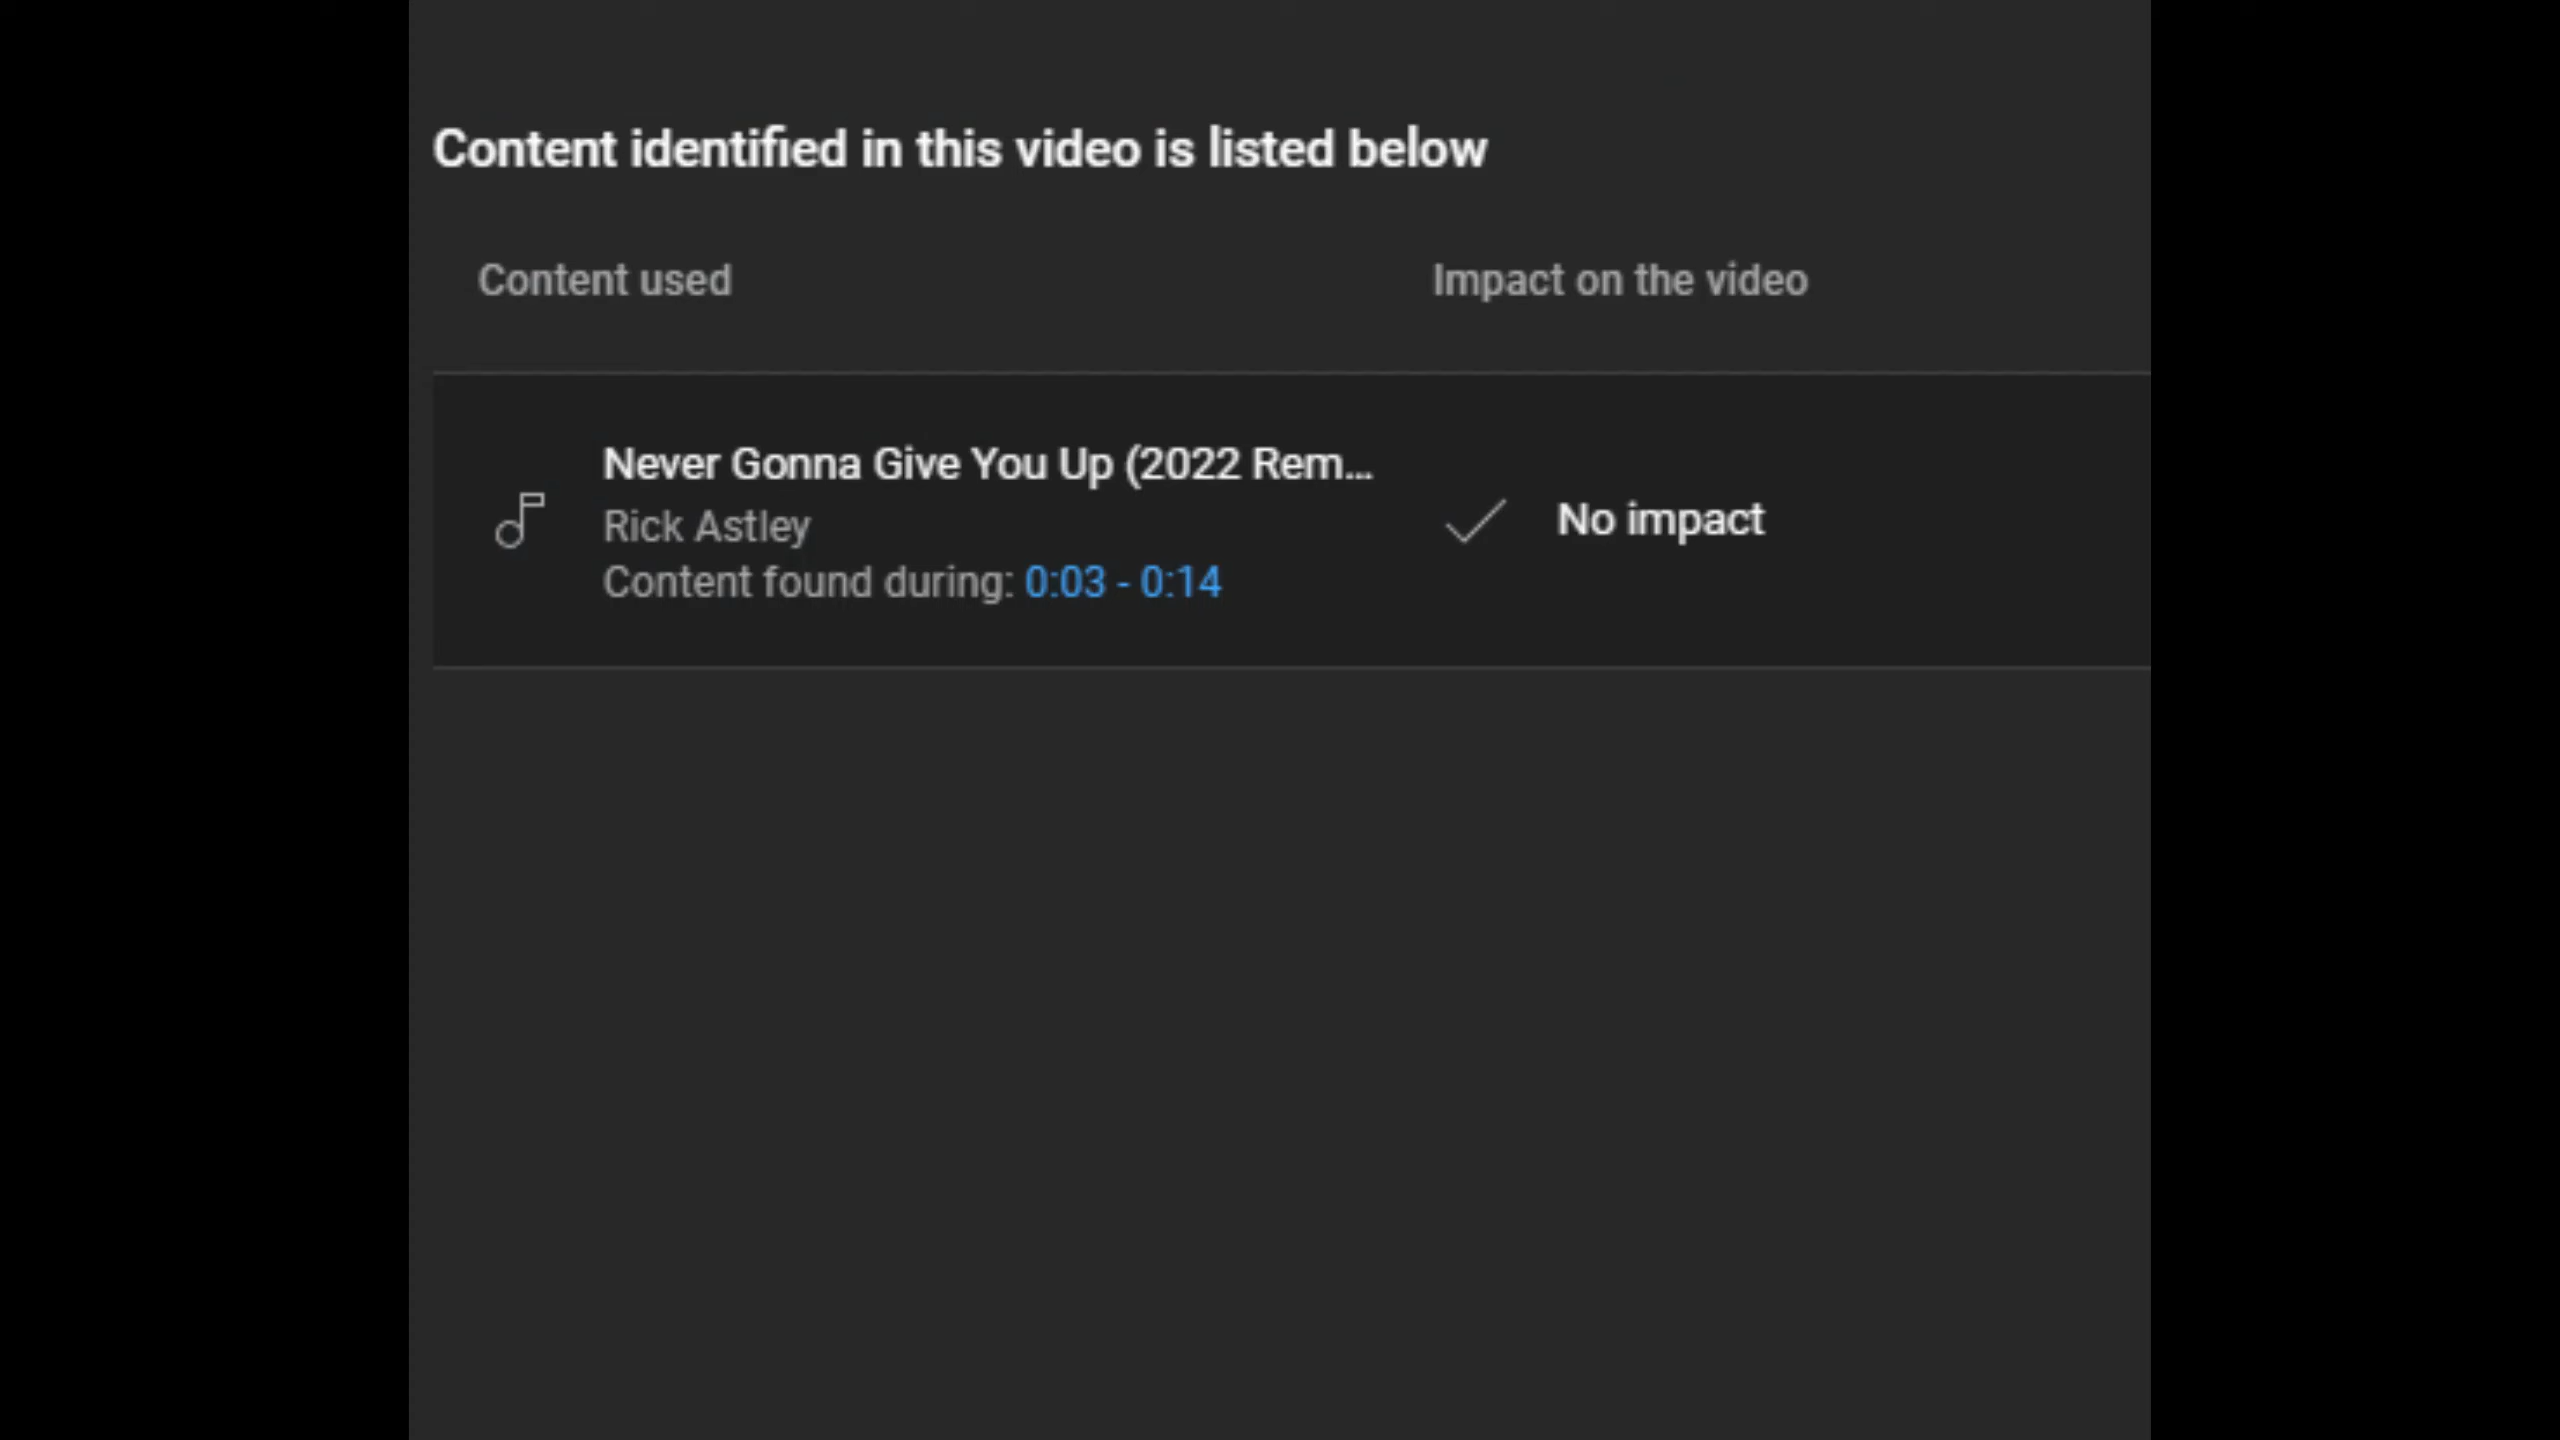 Content identified in this video is listed below
Content used Impact on the video
Never Gonna Give You Up (2022 Rem...
Rick Astley
Content found during: 0:03 - 0:14
No impact